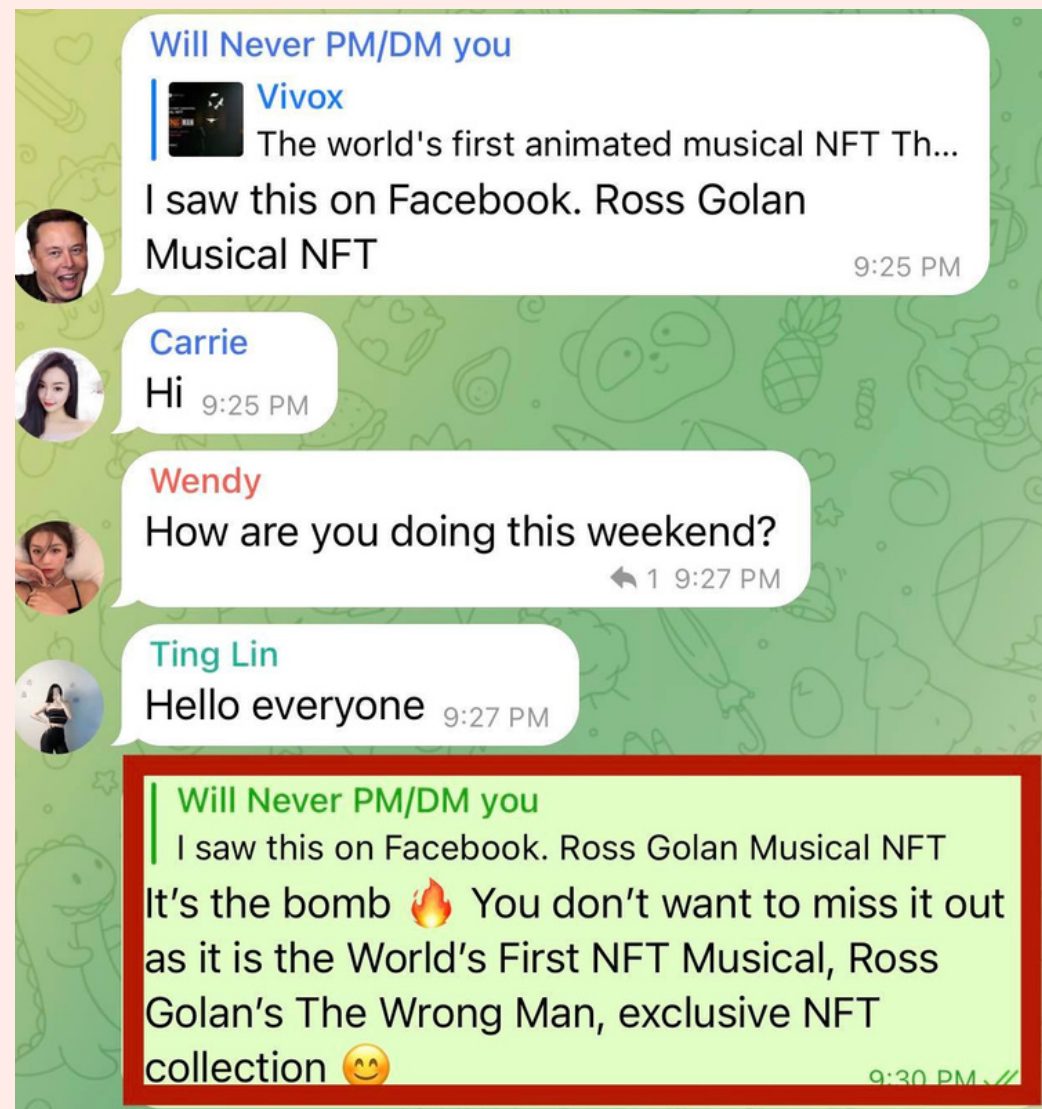 Will Never PM/DM you
Vivox
The world's first animated musical NFT Th...
I saw this on Facebook. Ross Golan
Musical NFT
9:25 PM
Carrie
Hi 9:25 PM
Wendy
How are you doing this weekend?
1 9:27 PM
Ting Lin
Hello everyone 9:27 PM
Will Never PM/DM you
I saw this on Facebook. Ross Golan Musical NFT
It's the bomb 🔥 You don't want to miss it out
as it is the World's First NFT Musical, Ross
Golan's The Wrong Man, exclusive NFT
collection 😊
9:30 PM